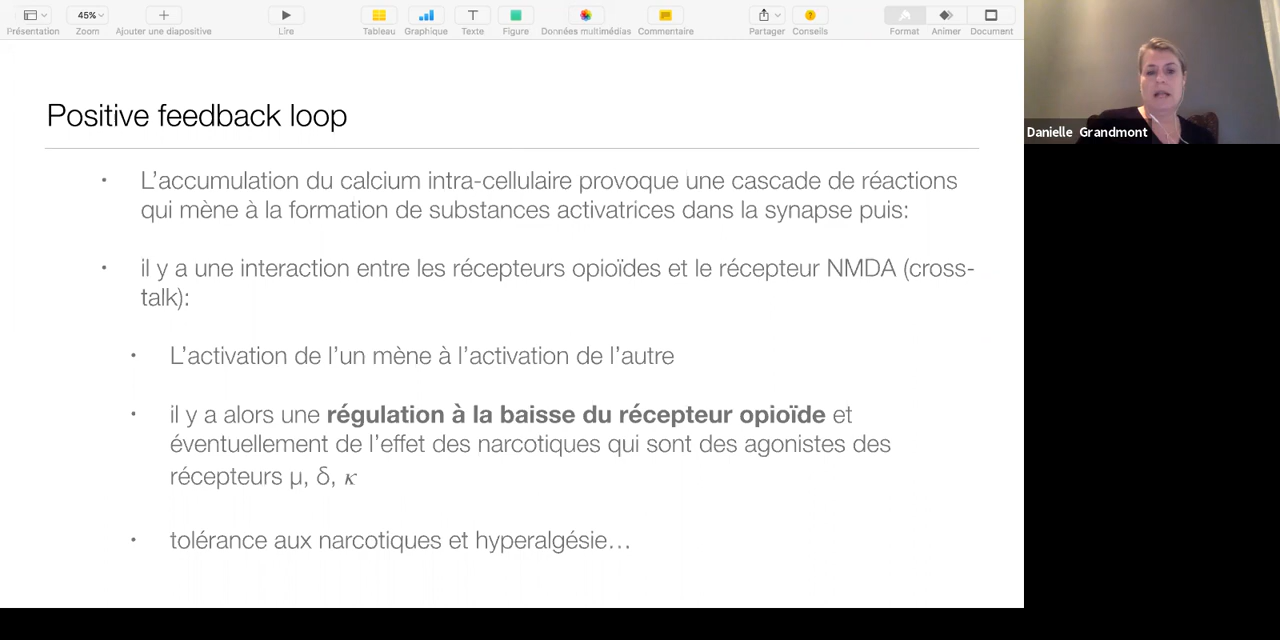 Présentation
45%
Zoom
Ajouter une diapositive
Lire
Tableau
Graphique
T
Texte
Figure
Données multimédias
Commentaire
Partager
?
Conseils
Format
Animer
Document
Positive feedback loop
• L’accumulation du calcium intra-cellulaire provoque une cascade de réactions
qui mène à la formation de substances activatrices dans la synapse puis:
• il y a une interaction entre les récepteurs opioïdes et le récepteur NMDA (cross-
talk):
• L’activation de l’un mène à l’activation de l’autre
• il y a alors une régulation à la baisse du récepteur opioïde et
éventuellement de l’effet des narcotiques qui sont des agonistes des
récepteurs μ, δ, κ
• tolérance aux narcotiques et hyperalgésie…
Danielle Grandmont